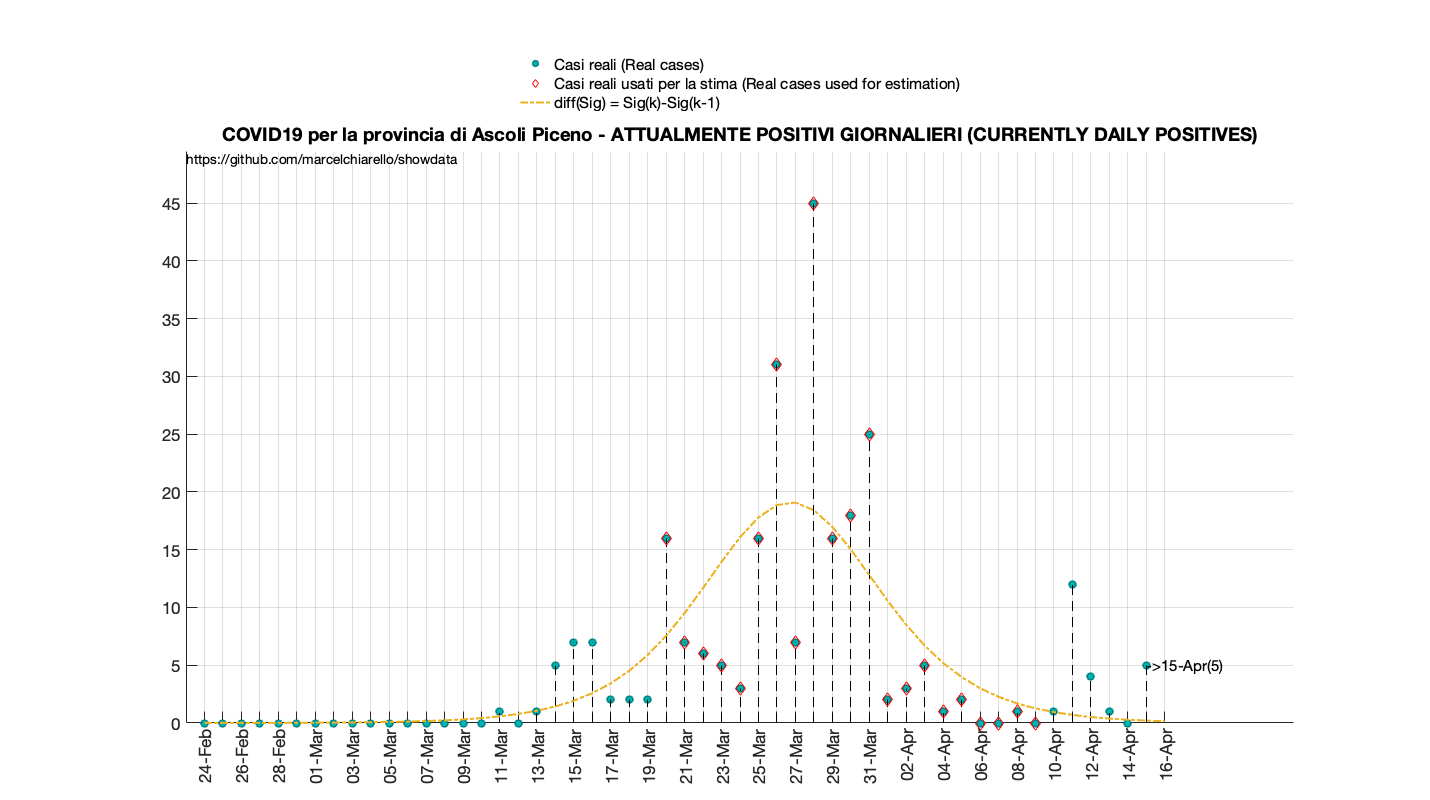 Casi reali (Real cases)
Casi reali usati per la stima (Real cases used for estimation)
diff(Sig) = Sig(k)-Sig(k-1)
COVID19 per la provincia di Ascoli Piceno - ATTUALMENTE POSITIVI GIORNALIERI (CURRENTLY DAILY POSITIVES)
https://github.com/marcelchiarello/showdata
45
40
35
30
25
20
15
10
5
0
->15-Apr(5)
24-Feb
26-Feb
28-Feb
01-Mar
03-Mar
05-Mar
07-Mar
09-Mar
11-Mar
13-Mar
15-Mar
17-Mar
19-Mar
21-Mar
23-Mar
25-Mar
27-Mar
29-Mar
31-Mar
02-Apr
04-Apr
06-Apr
08-Apr
10-Apr
12-Apr
14-Apr
16-Apr